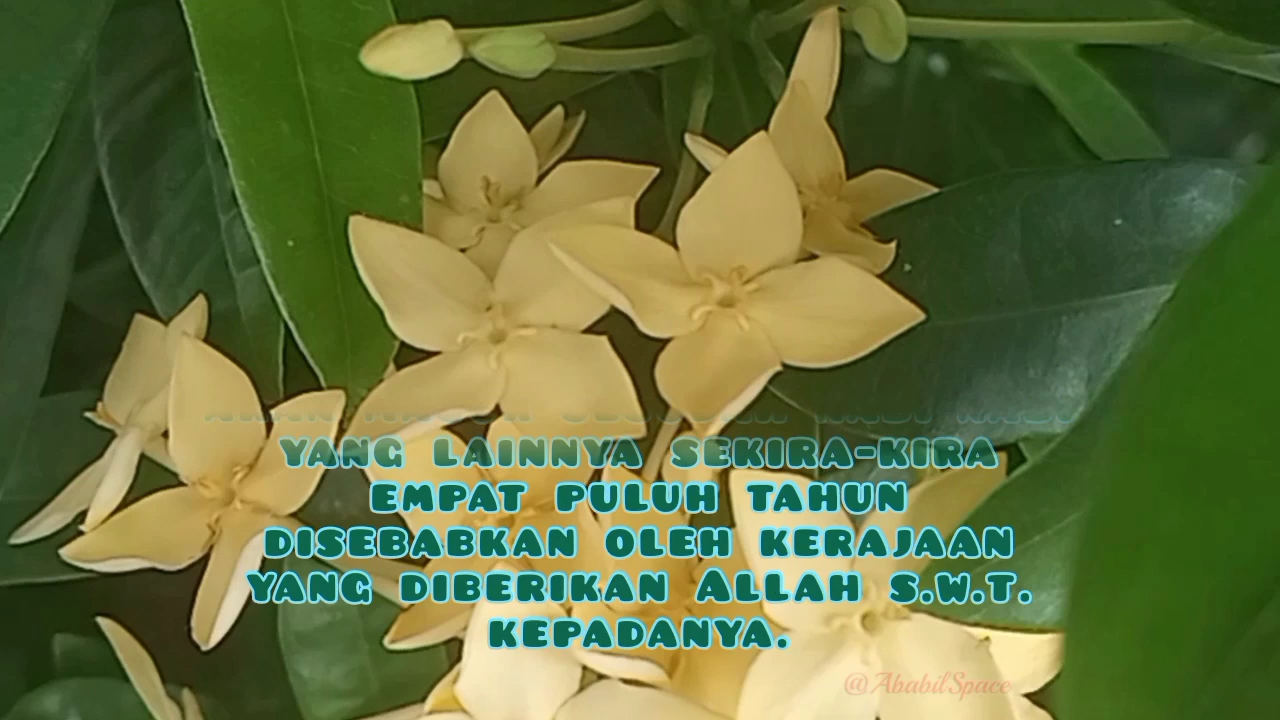 YANG LAINNYA SEKIRA-KIRA
EMPAT PULUH TAHUN
DISEBABKAN OLEH KERAJAAN
YANG DIBERIKAN ALLAH S.W.T.
KEPADANYA.
@AbabilSpace